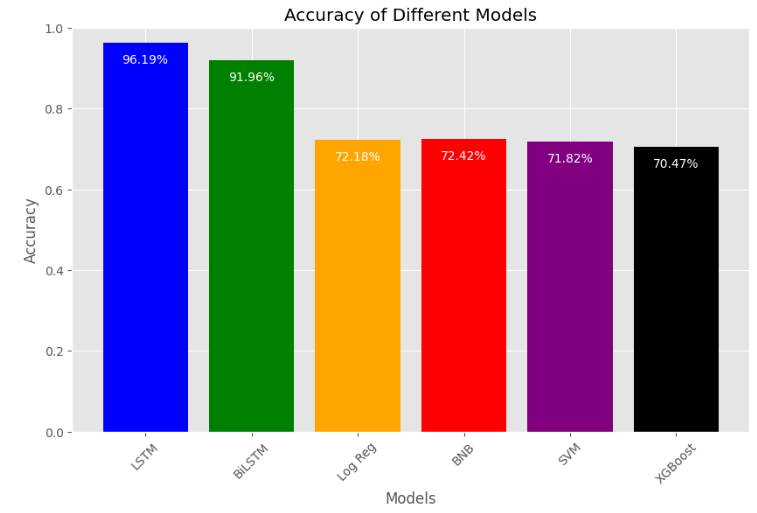 Accuracy of Different Models
1.0
0.8
0.6
0.4
0.2
0.0
Accuracy
96.19%
91.96%
72.18%
72.42%
71.82%
70.47%
LSTM
BiLSTM
Log Reg
BNB
SVM
XGBoost
Models